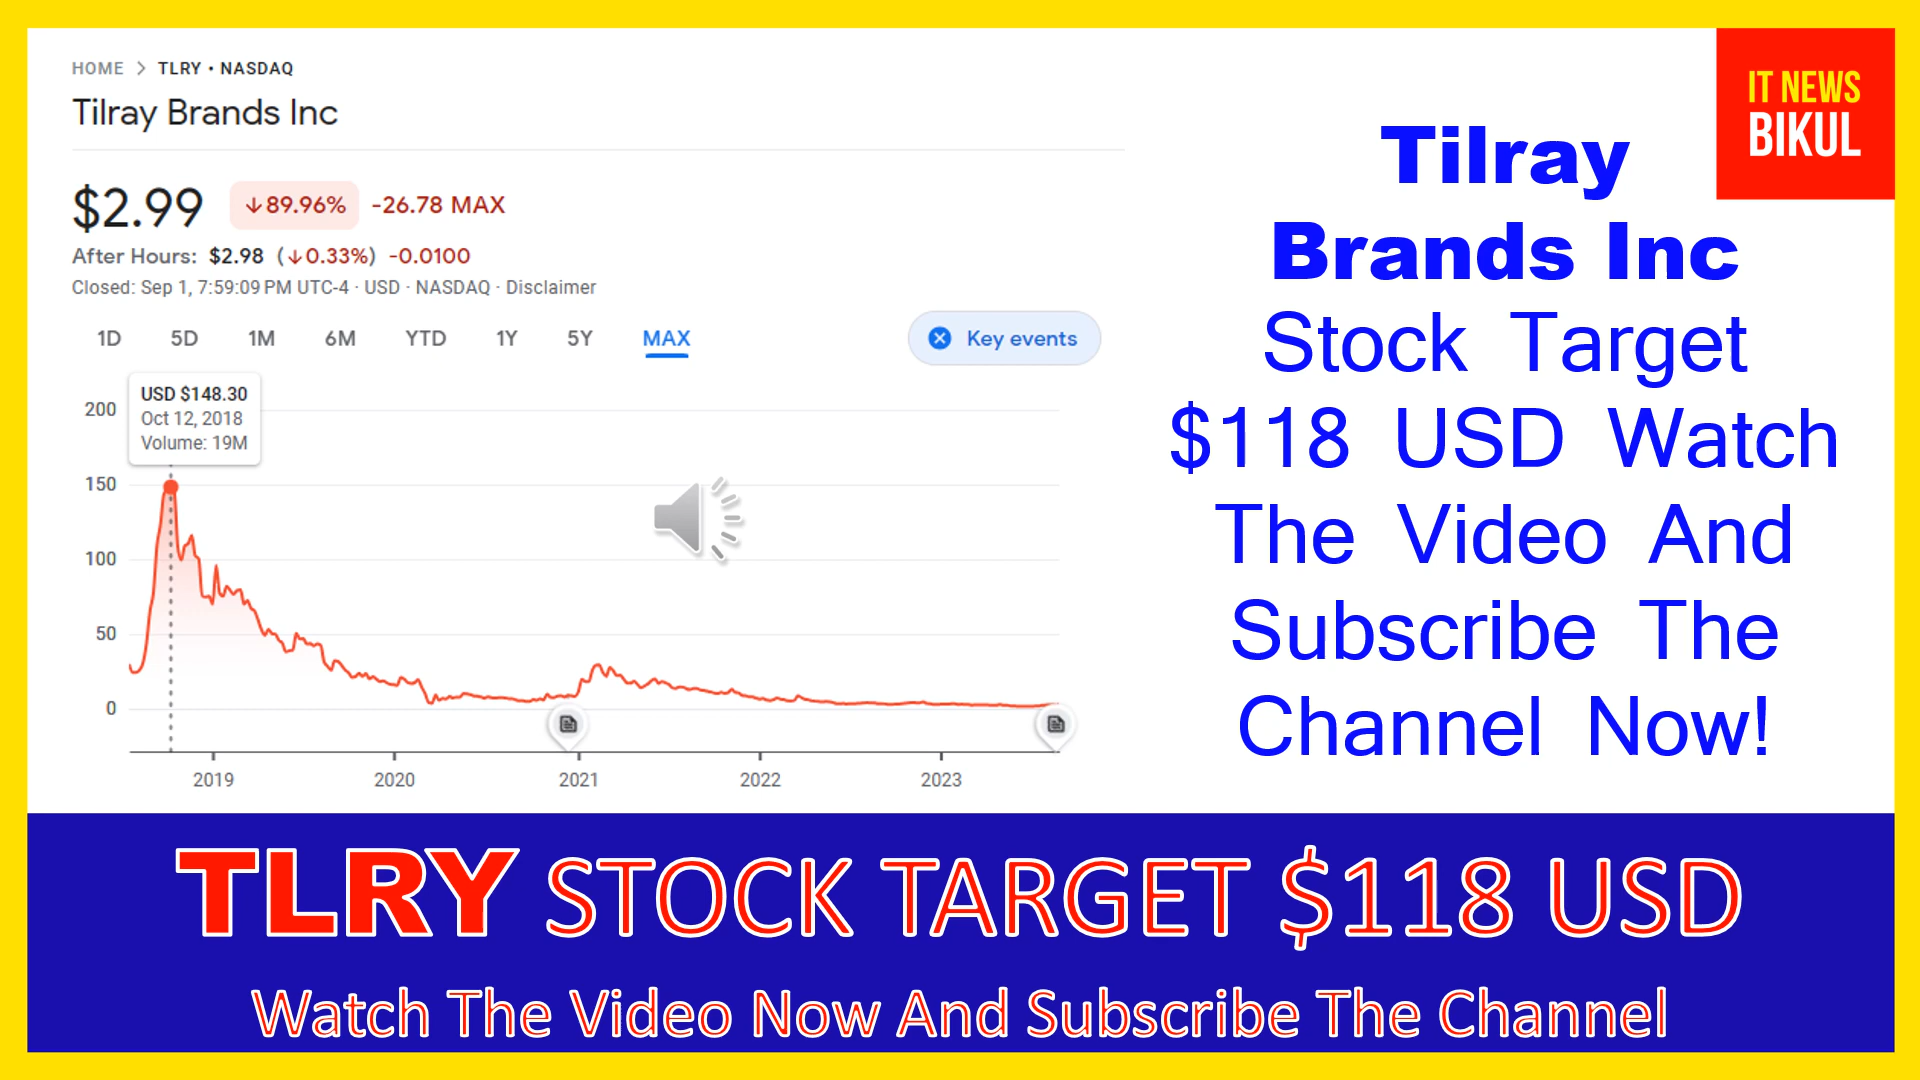 HOME > TLRY • NASDAQ
Tilray Brands Inc
$2.99 ↓89.96% -26.78 MAX
After Hours: $2.98 (↓0.33%) -0.0100
Closed: Sep 1, 7:59:09 PM UTC-4 · USD · NASDAQ · Disclaimer
1D 5D 1M 6M YTD 1Y 5Y MAX Key events
USD $148.30
Oct 12, 2018
Volume: 19M
200
150
100
50
0
2019 2020 2021 2022 2023
IT NEWS
BIKUL
Tilray
Brands Inc
Stock Target
$118 USD Watch
The Video And
Subscribe The
Channel Now!
TLRY STOCK TARGET $118 USD
Watch The Video Now And Subscribe The Channel